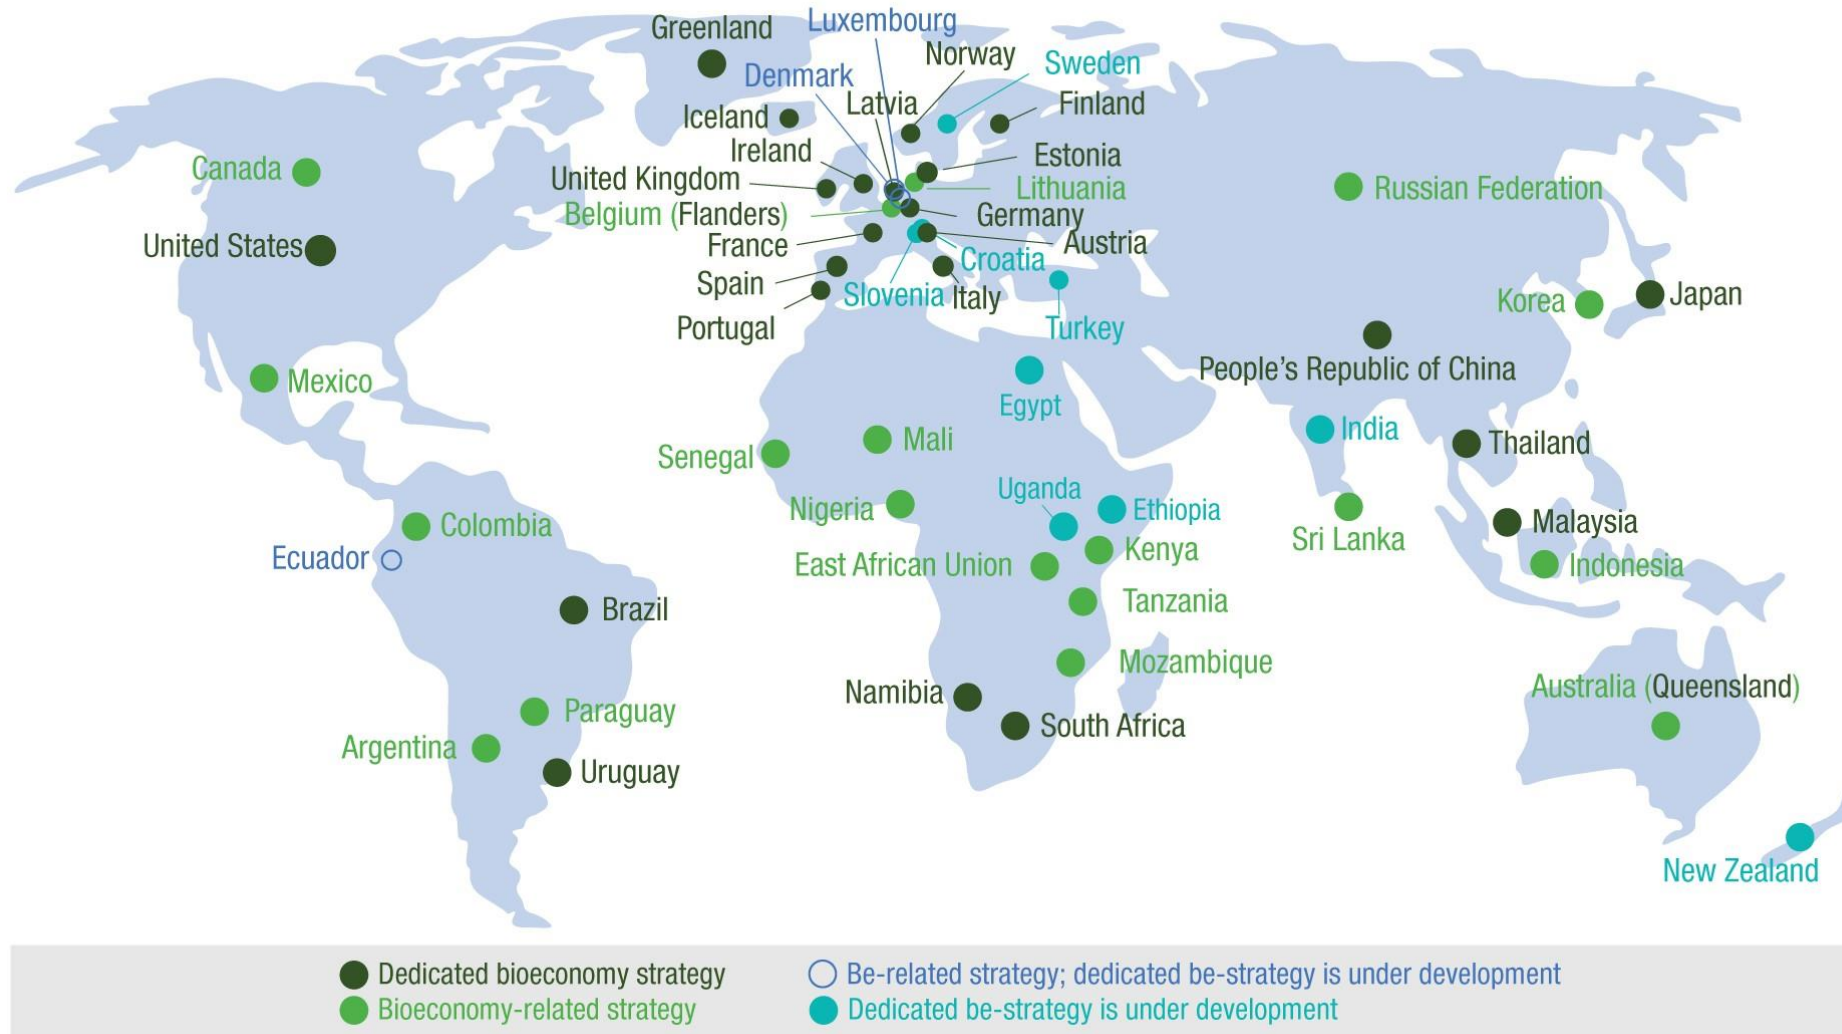 Greenland
Luxembourg
Norway
Denmark
Sweden
Latvia
Finland
Iceland
Ireland
Estonia
Canada
United Kingdom
Lithuania
Russian Federation
Belgium (Flanders)
Germany
United States
France
Austria
Croatia
Spain
Slovenia
Italy
Korea
Japan
Portugal
Turkey
People's Republic of China
Mexico
Egypt
India
Senegal
Mali
Thailand
Uganda
Nigeria
Ethiopia
Colombia
Malaysia
Sri Lanka
Ecuador
East African Union
Kenya
Indonesia
Brazil
Tanzania
Mozambique
Namibia
Australia (Queensland)
Paraguay
South Africa
Argentina
Uruguay
New Zealand
Dedicated bioeconomy strategy
Be-related strategy; dedicated be-strategy is under development
Bioeconomy-related strategy
Dedicated be-strategy is under development